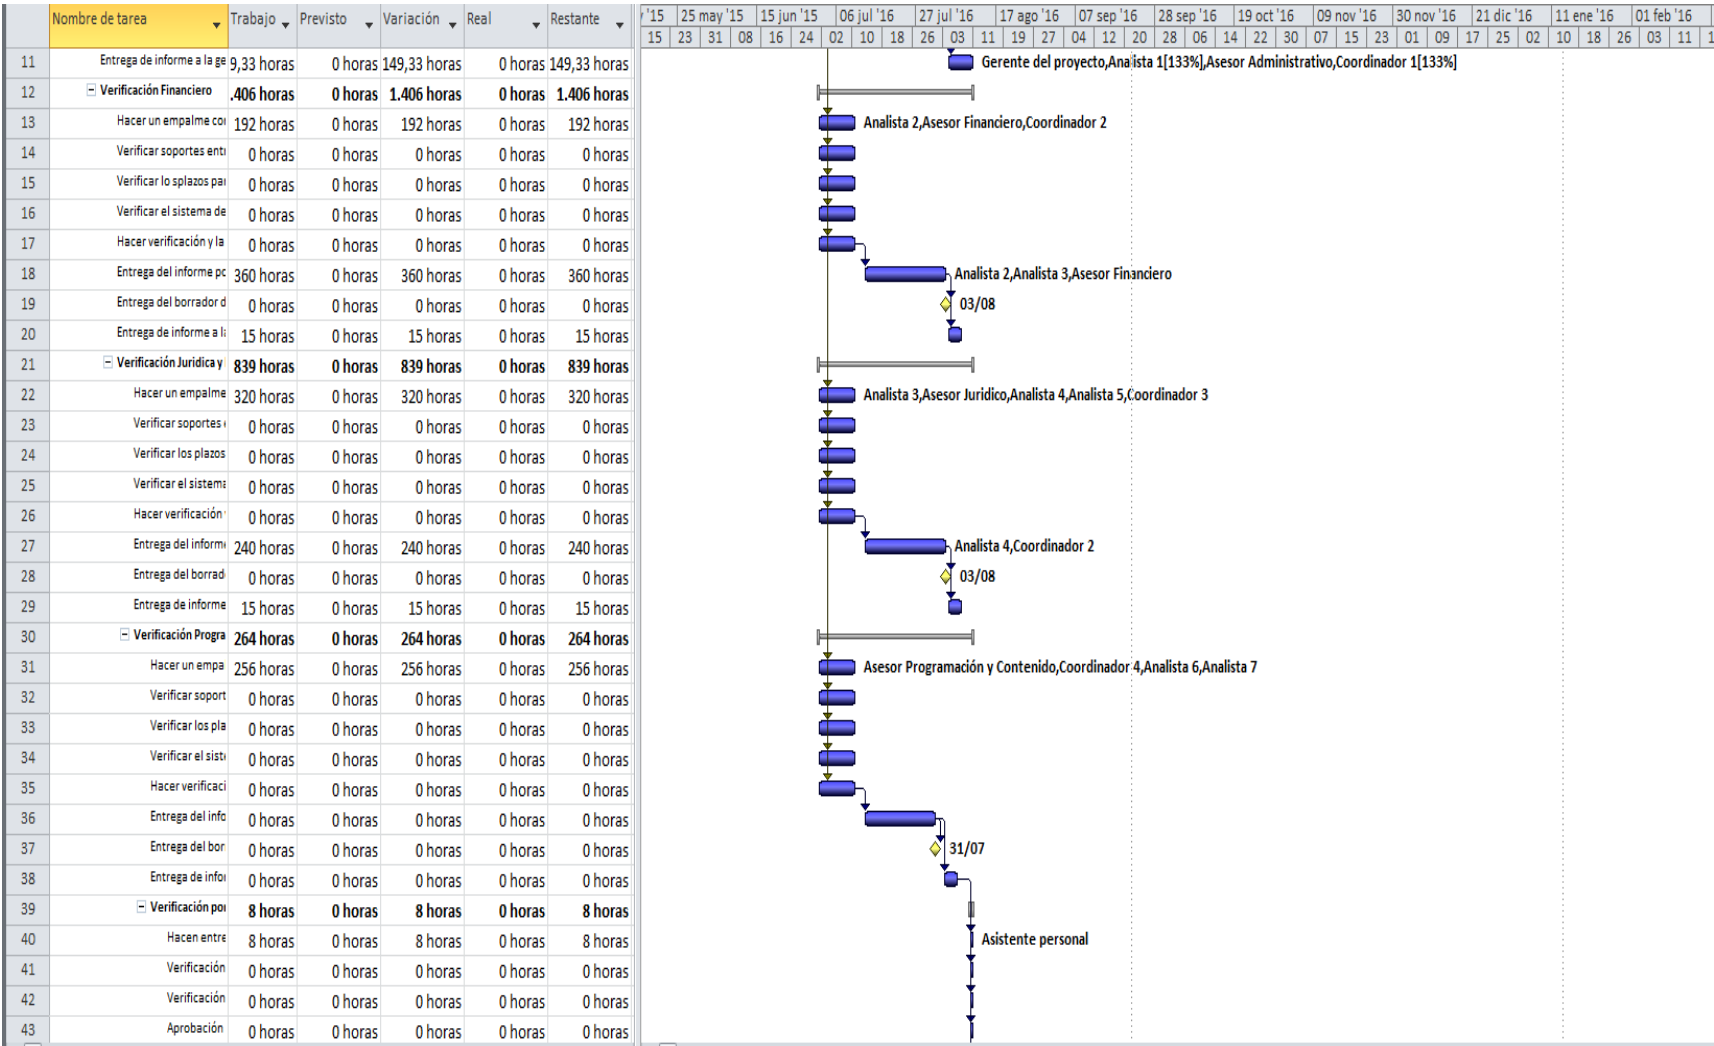 Nombre de tarea Trabajo Previsto Variación Real Restante
'15 25 may '15 15 jun '15 06 jul '16 27 jul '16 17 ago '16 07 sep '16 28 sep '16 19 oct '16 09 nov '16 30 nov '16 21 dic '16 11 ene '16 01 feb '16
15 23 31 08 16 24 02 10 18 26 03 11 19 27 04 12 20 28 06 14 22 30 07 15 23 01 09 17 25 02 10 18 26 03 11 1
11 Entrega de informe a la ge 9,33 horas 0 horas 149,33 horas 0 horas 149,33 horas Gerente del proyecto,Analista 1[133%],Asesor Administrativo,Coordinador 1[133%]
12 Verificación Financiero .406 horas 0 horas 1.406 horas 0 horas 1.406 horas
13 Hacer un empalme co 192 horas 0 horas 192 horas 0 horas 192 horas Analista 2,Asesor Financiero,Coordinador 2
14 Verificar soportes entr 0 horas 0 horas 0 horas 0 horas 0 horas
15 Verificar lo splazos par 0 horas 0 horas 0 horas 0 horas 0 horas
16 Verificar el sistema de 0 horas 0 horas 0 horas 0 horas 0 horas
17 Hacer verificación y la 0 horas 0 horas 0 horas 0 horas 0 horas
18 Entrega del informe pc 360 horas 0 horas 360 horas 0 horas 360 horas Analista 2,Analista 3,Asesor Financiero
19 Entrega del borrador d 0 horas 0 horas 0 horas 0 horas 0 horas 03/08
20 Entrega de informe a la 15 horas 0 horas 15 horas 0 horas 15 horas
21 Verificación Juridica y 839 horas 0 horas 839 horas 0 horas 839 horas
22 Hacer un empalme 320 horas 0 horas 320 horas 0 horas 320 horas Analista 3,Asesor Juridico,Analista 4,Analista 5,Coordinador 3
23 Verificar soportes 0 horas 0 horas 0 horas 0 horas 0 horas
24 Verificar los plazos 0 horas 0 horas 0 horas 0 horas 0 horas
25 Verificar el sistema 0 horas 0 horas 0 horas 0 horas 0 horas
26 Hacer verificación 0 horas 0 horas 0 horas 0 horas 0 horas
27 Entrega del inform 240 horas 0 horas 240 horas 0 horas 240 horas Analista 4,Coordinador 2
28 Entrega del borrad 0 horas 0 horas 0 horas 0 horas 0 horas 03/08
29 Entrega de informe 15 horas 0 horas 15 horas 0 horas 15 horas
30 Verificación Progra 264 horas 0 horas 264 horas 0 horas 264 horas
31 Hacer un empa 256 horas 0 horas 256 horas 0 horas 256 horas Asesor Programación y Contenido,Coordinador 4,Analista 6,Analista 7
32 Verificar soport 0 horas 0 horas 0 horas 0 horas 0 horas
33 Verificar los pla 0 horas 0 horas 0 horas 0 horas 0 horas
34 Verificar el siste 0 horas 0 horas 0 horas 0 horas 0 horas
35 Hacer verificaci 0 horas 0 horas 0 horas 0 horas 0 horas
36 Entrega del info 0 horas 0 horas 0 horas 0 horas 0 horas
37 Entrega del bor 0 horas 0 horas 0 horas 0 horas 0 horas 31/07
38 Entrega de infor 0 horas 0 horas 0 horas 0 horas 0 horas
39 Verificación por 8 horas 0 horas 8 horas 0 horas 8 horas
40 Hacen entre 8 horas 0 horas 8 horas 0 horas 8 horas Asistente personal
41 Verificación 0 horas 0 horas 0 horas 0 horas 0 horas
42 Verificación 0 horas 0 horas 0 horas 0 horas 0 horas
43 Aprobación 0 horas 0 horas 0 horas 0 horas 0 horas